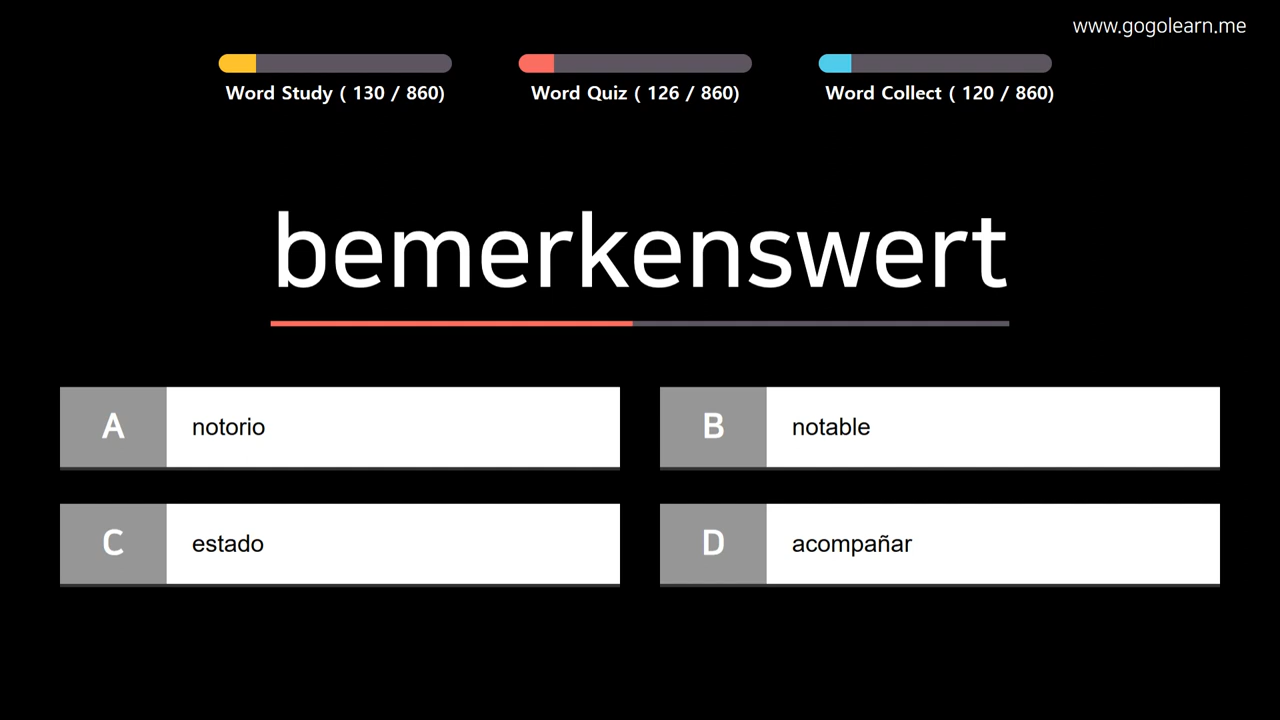 www.gogolearn.me
Word Study ( 130 / 860)
Word Quiz ( 126 / 860)
Word Collect ( 120 / 860)
bemerkenswert
A notorio
B notable
C estado
D acompañar